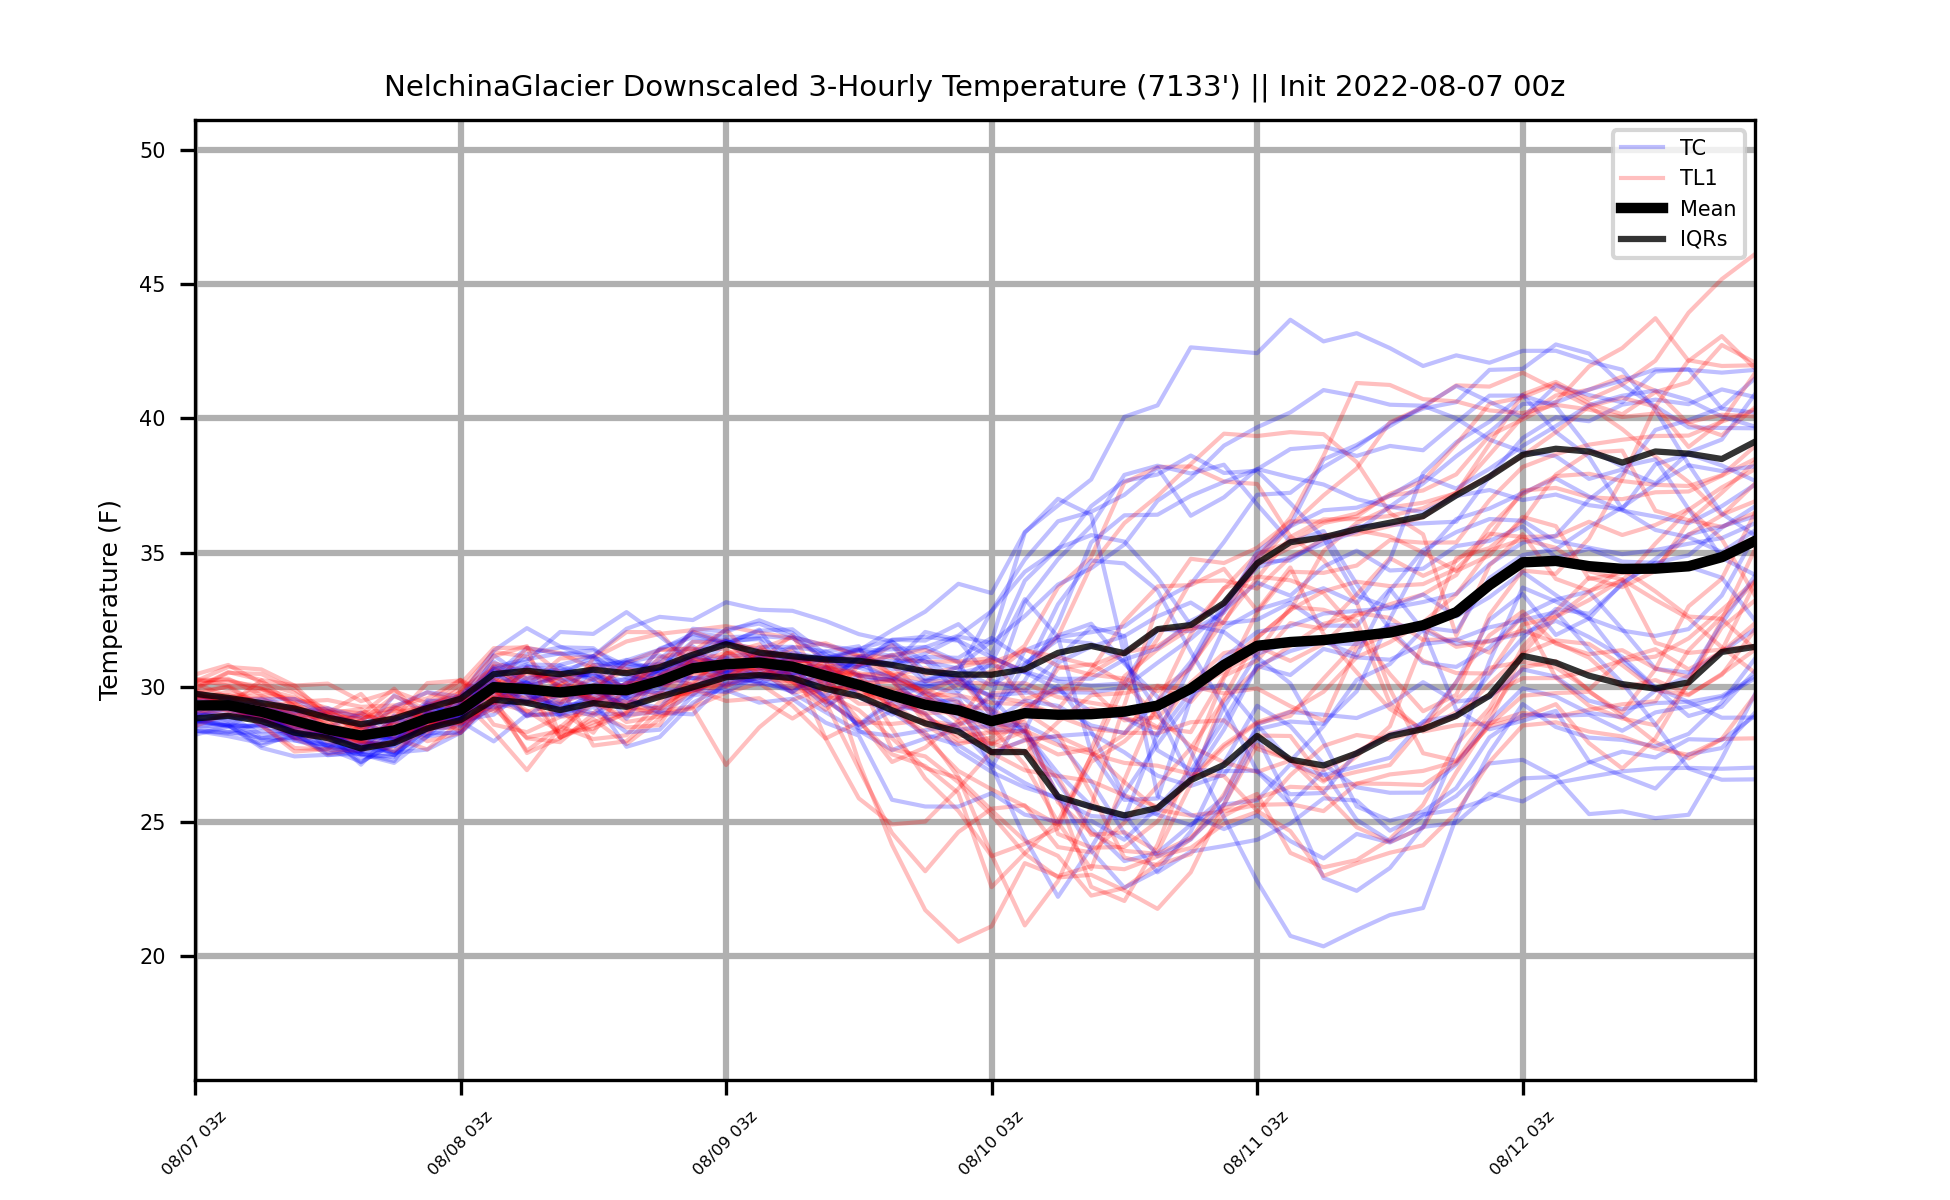 NelchinaGlacier Downscaled 3-Hourly Temperature (7133') || Init 2022-08-07 00z
TC
TL1
Mean
IQRs
Temperature (F)
50
45
40
35
30
25
20
08/07 03z
08/08 03z
08/09 03z
08/10 03z
08/11 03z
08/12 03z